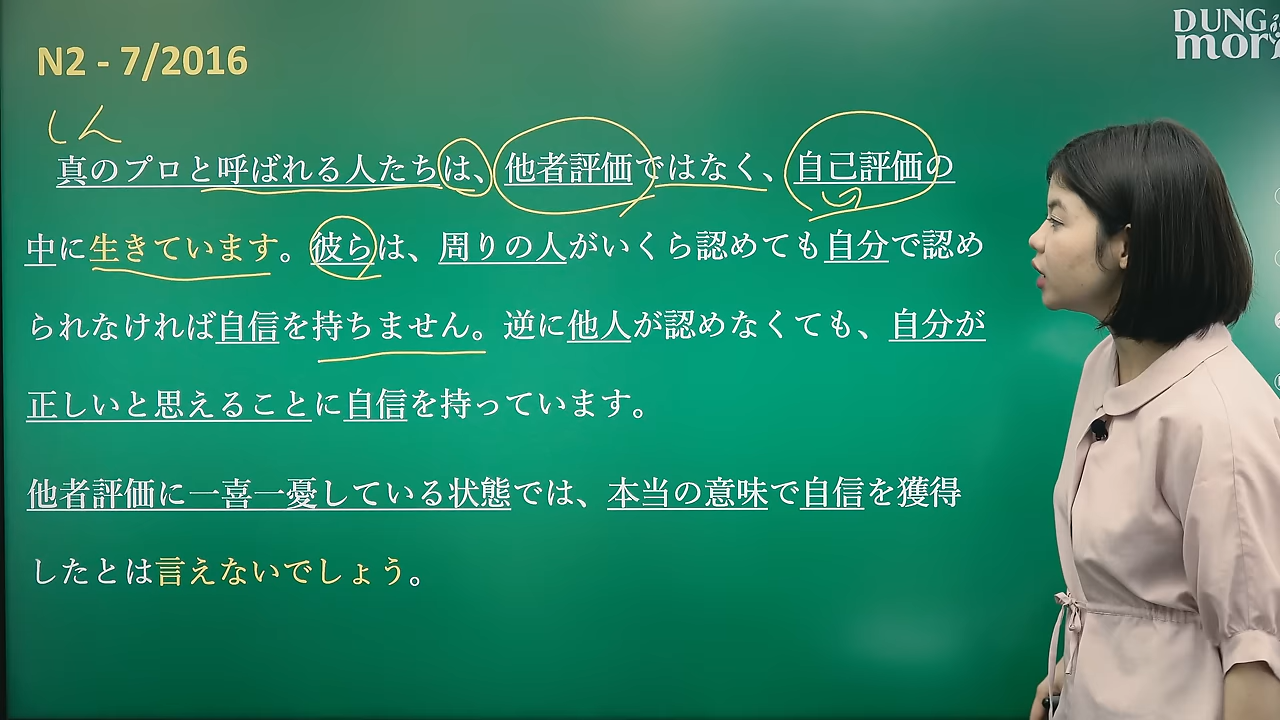 N2 - 7/2016
DUNG
mori
しん
真のプロと呼ばれる人たちは、他者評価ではなく、自己評価の
中に生きています。彼らは、周りの人がいくら認めても自分で認め
られなければ自信を持ちません。逆に他人が認めなくても、自分が
正しいと思えることに自信を持っています。
他者評価に一喜一憂している状態では、本当の意味で自信を獲得
したとは言えないでしょう。